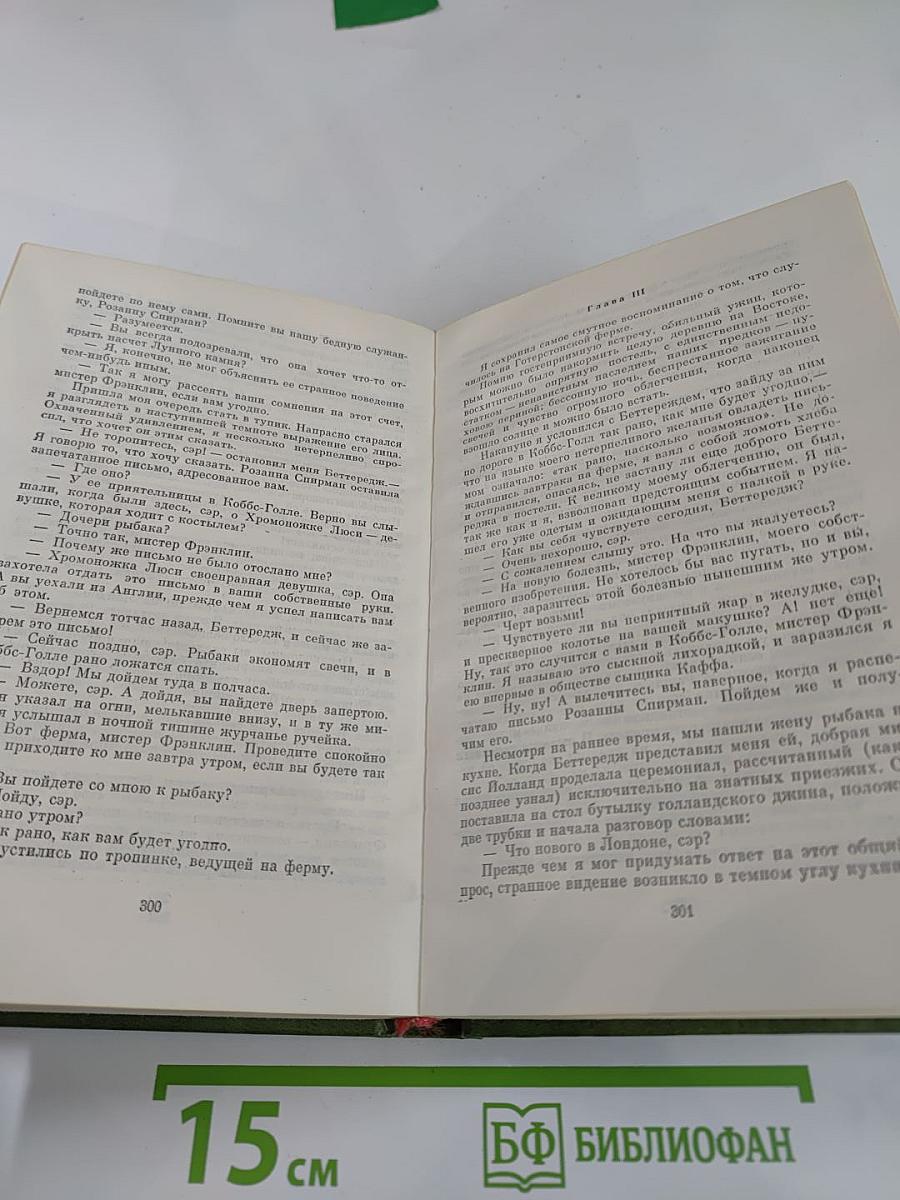 пойдете по нему сами. Помните вы нашу бедную служан-
ку, Розанну Спирман?
— Разумеется.
— Вы всегда подозревали, что она хочет что-то от-
крыть насчет Лунного камня?
— Я, конечно, не мог объяснить ее странное поведение
чем-нибудь иным.
— Так я могу рассеять ваши сомнения на этот счет,
мистер Фрэнклин, если вам угодно.
Пришла моя очередь стать в тупик. Напрасно старался
я разглядеть в наступившей темноте выражение его лица.
Охваченный удивлением, я несколько нетерпеливо спро-
сил, что хочет он этим сказать.
— Не торопитесь, сэр! — остановил меня Беттередж.—
Я говорю то, что хочу сказать. Розанна Спирман оставила
запечатанное письмо, адресованное вам.
— Где оно?
— У ее приятельницы в Коббс-Голле. Верно вы слы-
шали, когда были здесь, сэр, о Хромоножке Люси — де-
вушке, которая ходит с костылем?
— Дочери рыбака?
— Точно так, мистер Фрэнклин.
— Почему же письмо не было отослано мне?
— Хромоножка Люси своенравная девушка, сэр. Она
захотела отдать это письмо в ваши собственные руки.
А вы уехали из Англии, прежде чем я успел написать вам
б этом.
— Вернемся тотчас назад, Беттередж, и сейчас же за-
рем это письмо!
— Сейчас поздно, сэр. Рыбаки экономят свечи, и в
ббс-Голле рано ложатся спать.
— Вздор! Мы дойдем туда в полчаса.
— Можете, сэр. А дойдя, вы найдете дверь запертою.
н указал на огни, мелькавшие внизу, и в ту же ми-
я услышал в ночной тишине журчанье ручейка.
Вот ферма, мистер Фрэнклин. Проведите спокойно
приходите ко мне завтра утром, если вы будете так
Вы пойдете со мною к рыбаку?
Пойду, сэр.
ано утром?
к рано, как вам будет угодно.
устились по тропинке, ведущей на ферму.
300
Глава III
Я сохранил самое смутное воспоминание о том, что слу-
чилось на Готерстонской ферме.
Помню гостеприимную встречу, обильный ужин, кото-
рым можно было накормить целую деревню на Востоке,
восхитительно опрятную постель, с единственным недо-
статком — ненавистным наследием наших предков — пу-
ховою периной; бессонную ночь, беспрестанное зажигание
свечей и чувство огромного облегчения, когда наконец
взошло солнце и можно было встать.
Накануне я условился с Беттереджем, что зайду за ним
по дороге в Коббс-Голл так рано, как мне будет угодно,—
что на языке моего нетерпеливого желанья овладеть пись-
мом означало: «так рано, насколько возможно». Не до-
ждавшись завтрака на ферме, я взял с собой ломоть хлеба
и отправился, опасаясь, не застану ли еще доброго Бетте-
реджа в постели. К великому моему облегчению, он был,
так же как и я, взволнован предстоящим событием. Я на-
шел его уже одетым и ожидающим меня с палкой в руке.
— Как вы себя чувствуете сегодня, Беттередж?
— Очень нехорошо, сэр.
— С сожалением слышу это. На что вы жалуетесь?
— На новую болезнь, мистер Фрэнклин, моего собст-
венного изобретения. Не хотелось бы вас пугать, но и вы,
вероятно, заразитесь этой болезнью нынешним же утром.
— Черт возьми!
— Чувствуете ли вы неприятный жар в желудке, сэр,
и прескверное колотье на вашей макушке? А! нет еще!
Ну, так это случится с вами в Коббс-Голле, мистер Фрэн-
клин. Я называю это сыскной лихорадкой, и заразился я
ею впервые в обществе сыщика Каффа.
— Ну, ну! А вылечитесь вы, наверное, когда я распе-
чатаю письмо Розанны Спирман. Пойдем же и полу-
чим его.
Несмотря на раннее время, мы нашли жену рыбака в
кухне. Когда Беттередж представил меня ей, добрая ми
сис Йолланд проделала церемониал, рассчитанный (как
позднее узнал) исключительно на знатных приезжих. О
поставила на стол бутылку голландского джина, полож
две трубки и начала разговор словами:
— Что нового в Лондоне, сэр?
Прежде чем я мог придумать ответ на этот общий
прос, странное видение возникло в темном углу кухни
301
15 см
БФ БИБЛИОФАН